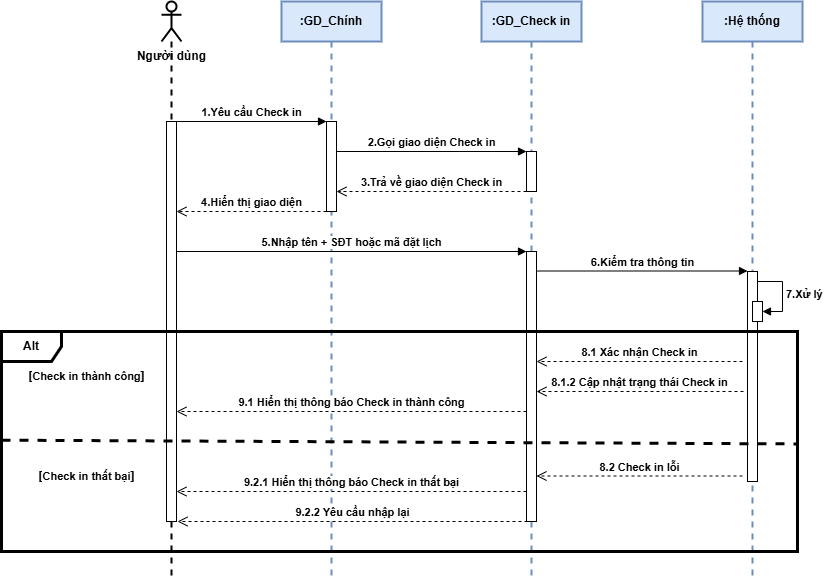 :GD_Chính
:GD_Check in
:Hệ thống
Người dùng
1.Yêu cầu Check in
2.Gọi giao diện Check in
3.Trả về giao diện Check in
4.Hiển thị giao diện
5.Nhập tên + SĐT hoặc mã đặt lịch
6.Kiểm tra thông tin
7.Xử lý
Alt
8.1 Xác nhận Check in
[Check in thành công]
8.1.2 Cập nhật trạng thái Check in
9.1 Hiển thị thông báo Check in thành công
8.2 Check in lỗi
[Check in thất bại]
9.2.1 Hiển thị thông báo Check in thất bại
9.2.2 Yêu cầu nhập lại